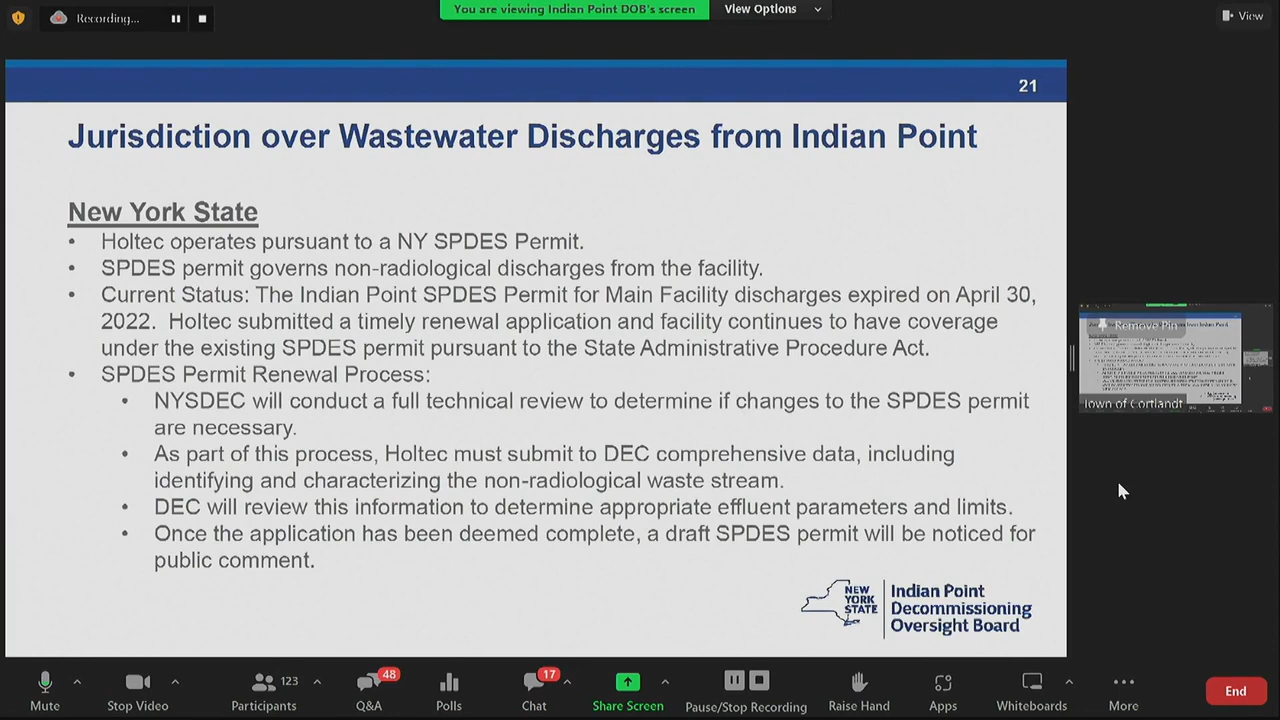 Recording...
You are viewing Indian Point DOB's screen
View Options
View
21
Jurisdiction over Wastewater Discharges from Indian Point
New York State
• Holtec operates pursuant to a NY SPDES Permit.
• SPDES permit governs non-radiological discharges from the facility.
• Current Status: The Indian Point SPDES Permit for Main Facility discharges expired on April 30,
2022. Holtec submitted a timely renewal application and facility continues to have coverage
under the existing SPDES permit pursuant to the State Administrative Procedure Act.
• SPDES Permit Renewal Process:
• NYSDEC will conduct a full technical review to determine if changes to the SPDES permit
are necessary.
• As part of this process, Holtec must submit to DEC comprehensive data, including
identifying and characterizing the non-radiological waste stream.
• DEC will review this information to determine appropriate effluent parameters and limits.
• Once the application has been deemed complete, a draft SPDES permit will be noticed for
public comment.
NEW
YORK
STATE
Indian Point
Decommissioning
Oversight Board
Remove Pin
Town of Cortlandt
123
48
17
Mute
Stop Video
Participants
Q&A
Polls
Chat
Share Screen
Pause/Stop Recording
Raise Hand
Apps
Whiteboards
More
End